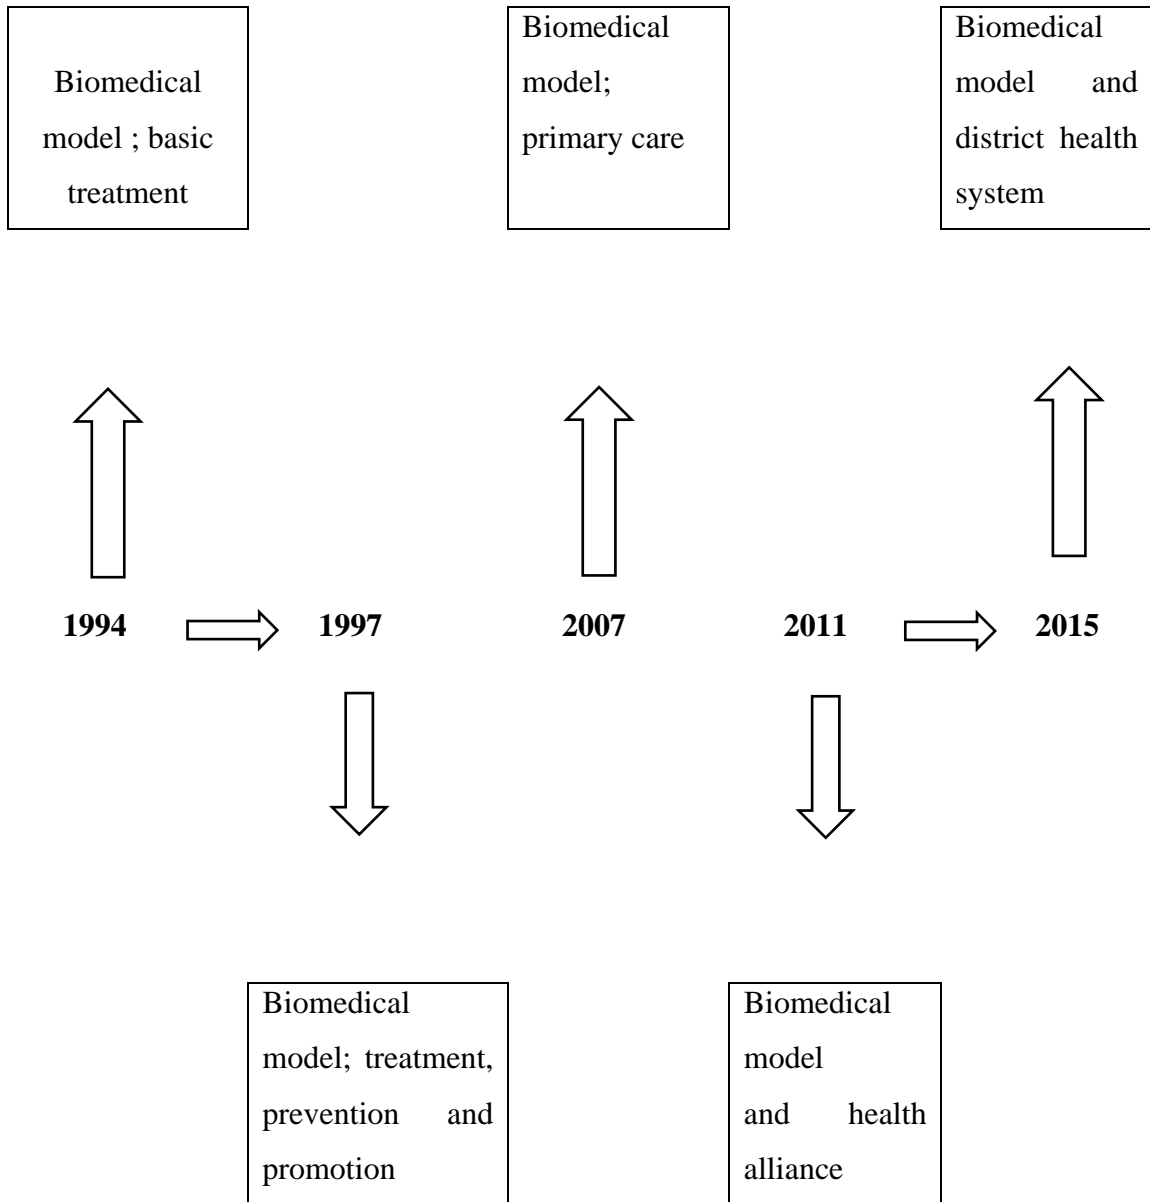 Biomedical
model ; basic
treatment
Biomedical
model;
primary care
Biomedical
model and
district health
system
1994
1997
2007
2011
2015
Biomedical
model; treatment,
prevention and
promotion
Biomedical
model
and health
alliance